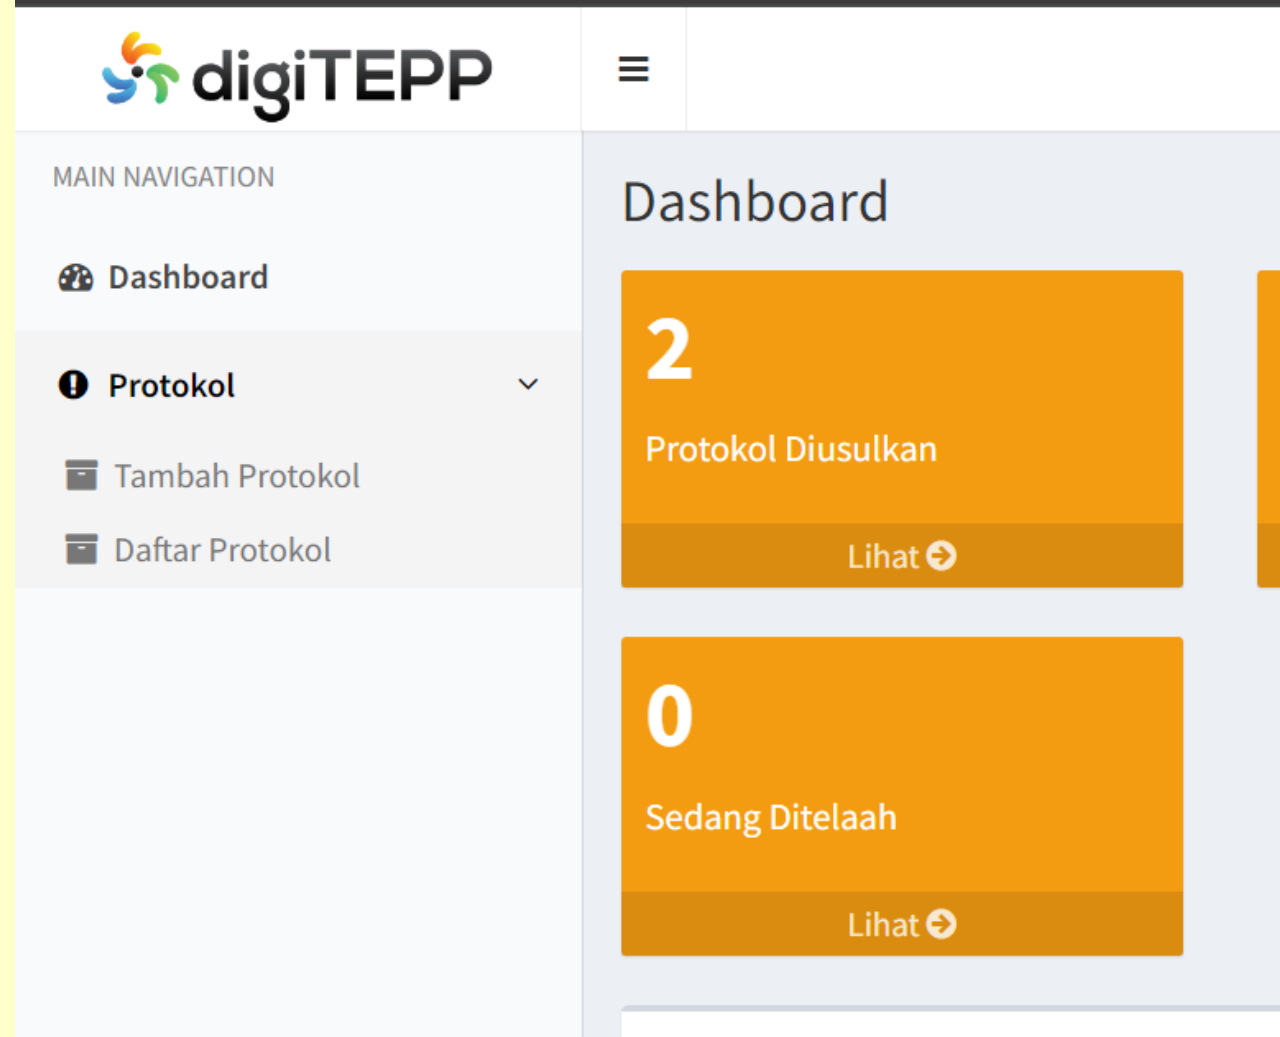 digiTEPP
MAIN NAVIGATION
Dashboard
Protokol
Tambah Protokol
Daftar Protokol
Dashboard
2
Protokol Diusulkan
Lihat
0
Sedang Ditelaah
Lihat